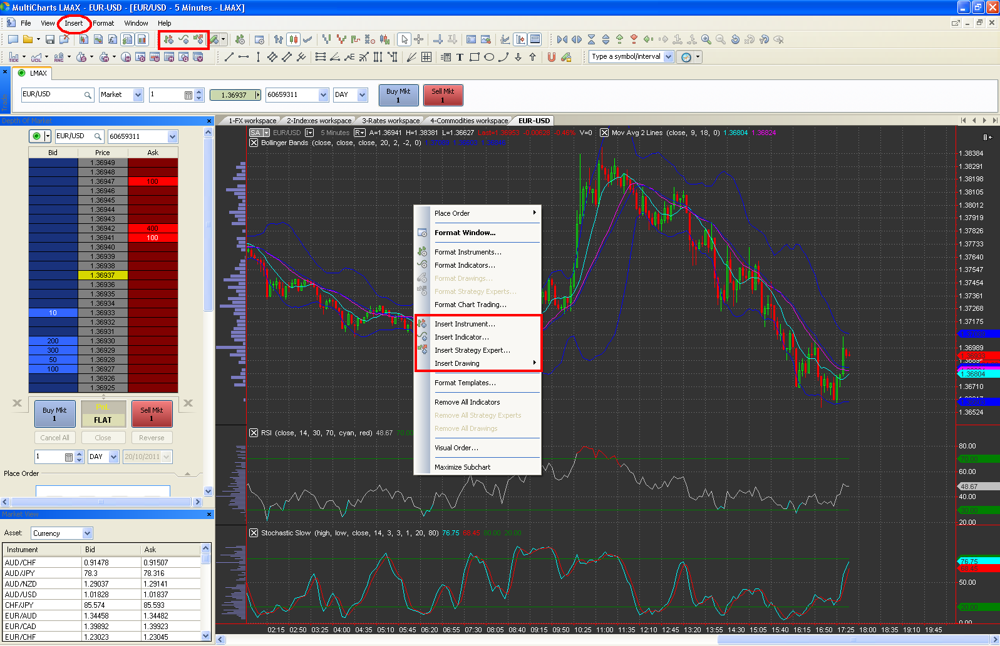 MultiCharts LMAX - EUR-USD - [EUR/USD - 5 Minutes - LMAX]
File View Insert Format Window Help
TICK VOL RNG
Type a symbol/interval
LMAX
EUR/USD Market 1 1.36937 60659311 DAY Buy Mkt 1 Sell Mkt 1
Trade
Depth Of Market
1-FX workspace 2-Indexes workspace 3-Rates workspace 4-Commodities workspace EUR-USD
EUR/USD 60659311
Bid Price Ask
1.36949
1.36948
1.36947 100
1.36946
1.36945
1.36944
1.36943
1.36942 400
1.36941 100
1.36940
1.36939
1.36938
1.36937
1.36936
1.36935
1.36934
10 1.36933
1.36932
1.36931
200 1.36930
300 1.36929
50 1.36928
100 1.36927
1.36926
1.36925
Buy Mkt 1 PnL FLAT Sell Mkt 1
Cancel All Close Reverse
1 DAY 20/10/2011
Place Order
Market View
Asset: Currency
Instrument Bid Ask
AUD/CHF 0.91478 0.91507
AUD/JPY 78.3 78.316
AUD/NZD 1.29037 1.29141
AUD/USD 1.01828 1.01837
CHF/JPY 85.574 85.593
EUR/AUD 1.34458 1.34482
EUR/CAD 1.39892 1.39923
EUR/CHF 1.23023 1.23045
SA EUR/USD I 5 Minutes R A=1.36941 H=1.38381 L=1.36627 Last=1.36953 -0.00628 -0.46% V=0 Mov Avg 2 Lines (close, 9, 18, 0) 1.36804 1.36824
Bollinger Bands (close, close, close, 20, 2, -2, 0)
Place Order
Format Window...
Format Instruments...
Format Indicators...
Format Drawings...
Format Strategy Experts...
Format Chart Trading...
Insert Instrument...
Insert Indicator...
Insert Strategy Expert...
Insert Drawing
Format Templates...
Remove All Indicators
Remove All Strategy Experts
Remove All Drawings
Visual Order...
Maximize Subchart
1.38384
1.38291
1.38198
1.38105
1.38012
1.37919
1.37826
1.37733
1.37640
1.37547
1.37454
1.37361
1.37268
1.37175
1.36989
1.36933
1.36804
1.36710
1.36524
RSI (close, 14, 30, 70, cyan, red) 48.67 70.00
80.00
70.00
60.00
48.67
40.00
30.00
20.00
Stochastic Slow (high, low, close, 14, 3, 3, 1, 20, 80) 76.75 68.45 80.00 20.00
76.75
68.45
50.00
20.00
0.00
02:15 02:50 03:25 04:00 04:35 05:10 05:45 06:20 06:55 07:30 08:05 08:40 09:15 09:50 10:25 11:00 11:35 12:10 12:45 13:20 13:55 14:30 15:05 15:40 16:15 16:50 17:25 18:00 18:35 19:10 19:45